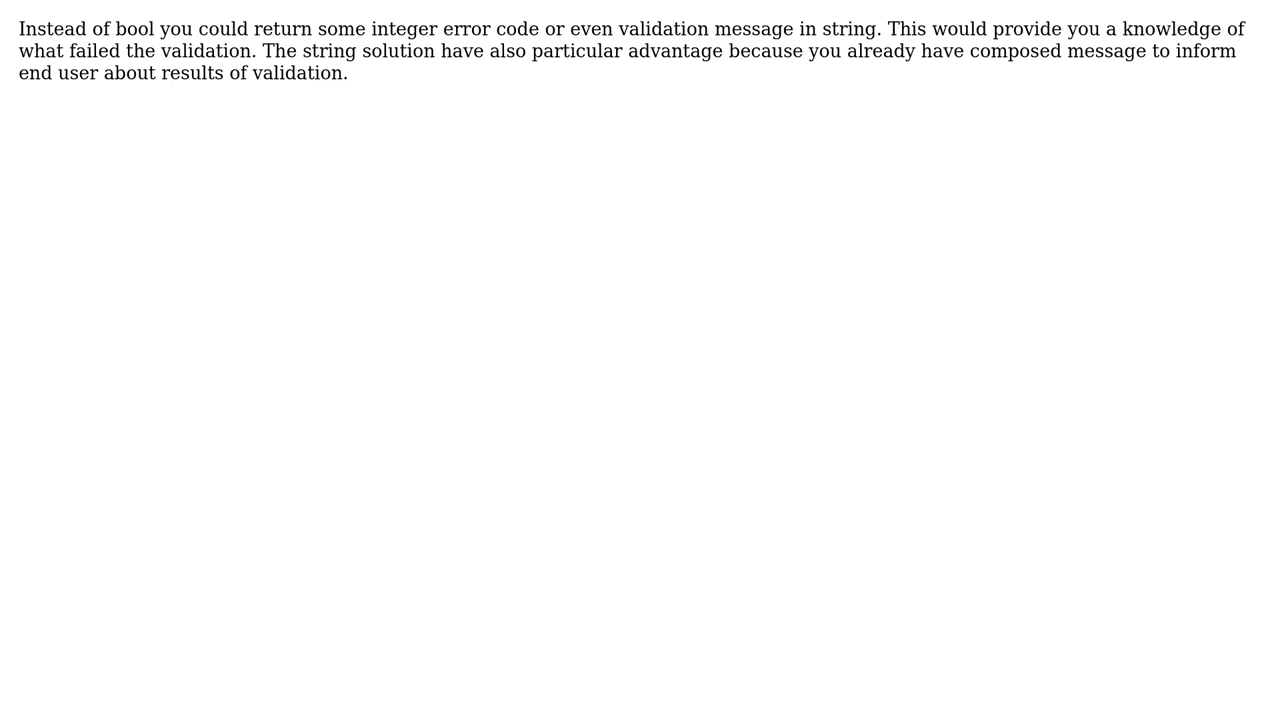 Instead of bool you could return some integer error code or even validation message in string. This would provide you a knowledge of
what failed the validation. The string solution have also particular advantage because you already have composed message to inform
end user about results of validation.